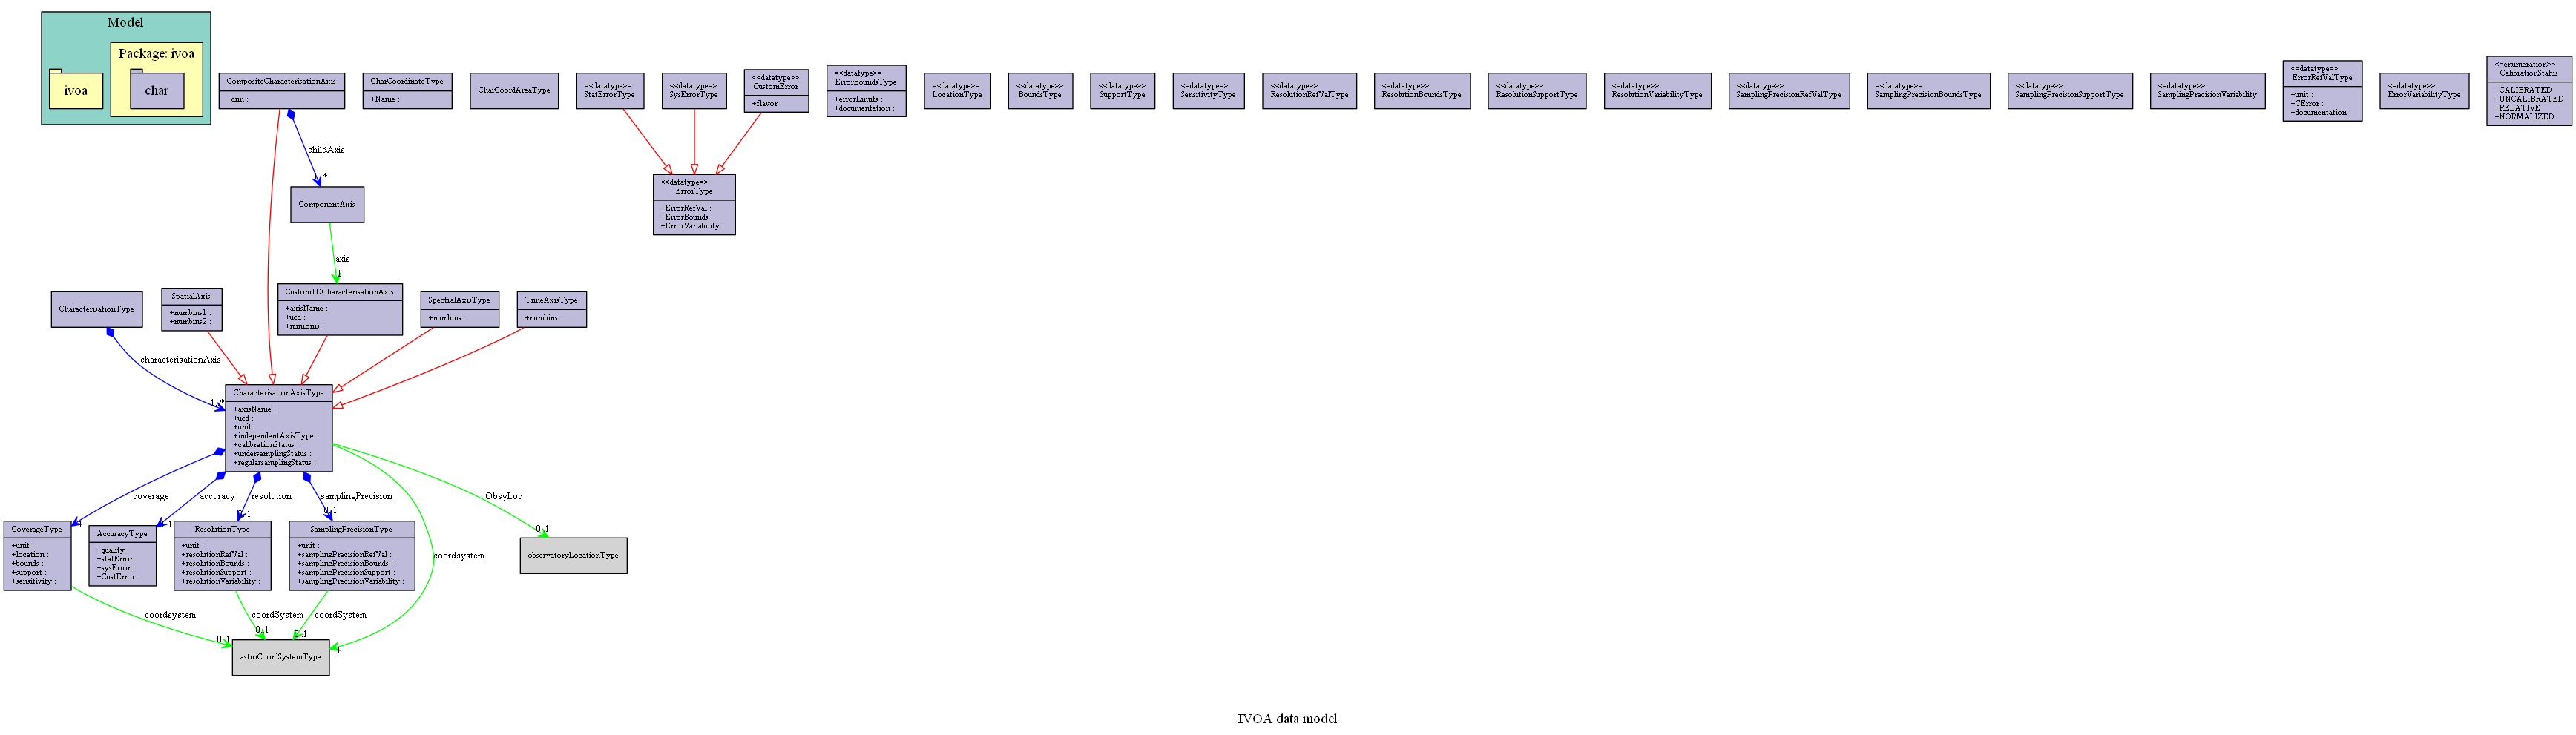 Model
Package: ivoa
ivoa
char
CompositeCharacterisationAxis
+dim :
CharCoordinateType
+Name :
CharCoordAreaType
<<datatype>>
StatErrorType
<<datatype>>
SysErrorType
<<datatype>>
CustomError
+flavor :
<<datatype>>
ErrorBoundsType
+errorLimits :
+documentation :
<<datatype>>
LocationType
<<datatype>>
BoundsType
<<datatype>>
SupportType
<<datatype>>
SensitivityType
<<datatype>>
ResolutionRefValType
<<datatype>>
ResolutionBoundsType
<<datatype>>
ResolutionSupportType
<<datatype>>
ResolutionVariabilityType
<<datatype>>
SamplingPrecisionRefValType
<<datatype>>
SamplingPrecisionBoundsType
<<datatype>>
SamplingPrecisionSupportType
<<datatype>>
SamplingPrecisionVariability
<<datatype>>
ErrorRefValType
+unit :
+CError :
+documentation :
<<datatype>>
ErrorVariabilityType
<<enumeration>>
CalibrationStatus
+CALIBRATED
+UNCALIBRATED
+RELATIVE
+NORMALIZED
childAxis
*
ComponentAxis
<<datatype>>
ErrorType
+ErrorRefVal :
+ErrorBounds :
+ErrorVariability :
axis
1
CharacterisationType
SpatialAxis
+numbins1 :
+numbins2 :
Custom1DCharacterisationAxis
+axisName :
+ucd :
+numBins :
SpectralAxisType
+numbins :
TimeAxisType
+numbins :
characterisationAxis
1..*
CharacterisationAxisType
+axisName :
+ucd :
+unit :
+independentAxisType :
+calibrationStatus :
+undersamplingStatus :
+regularsamplingStatus :
coverage
accuracy
resolution
samplingPrecision
ObsyLoc
1
0..1
0..1
0..1
0..1
CoverageType
+unit :
+location :
+bounds :
+support :
+sensitivity :
AccuracyType
+quality :
+statError :
+sysError :
+CustError :
ResolutionType
+unit :
+resolutionRefVal :
+resolutionBounds :
+resolutionSupport :
+resolutionVariability :
SamplingPrecisionType
+unit :
+samplingPrecisionRefVal :
+samplingPrecisionBounds :
+samplingPrecisionSupport :
+samplingPrecisionVariability :
coordsystem
observatoryLocationType
coordsystem
coordSystem
coordSystem
0..1
0..1
0..1
1
astroCoordSystemType
IVOA data model